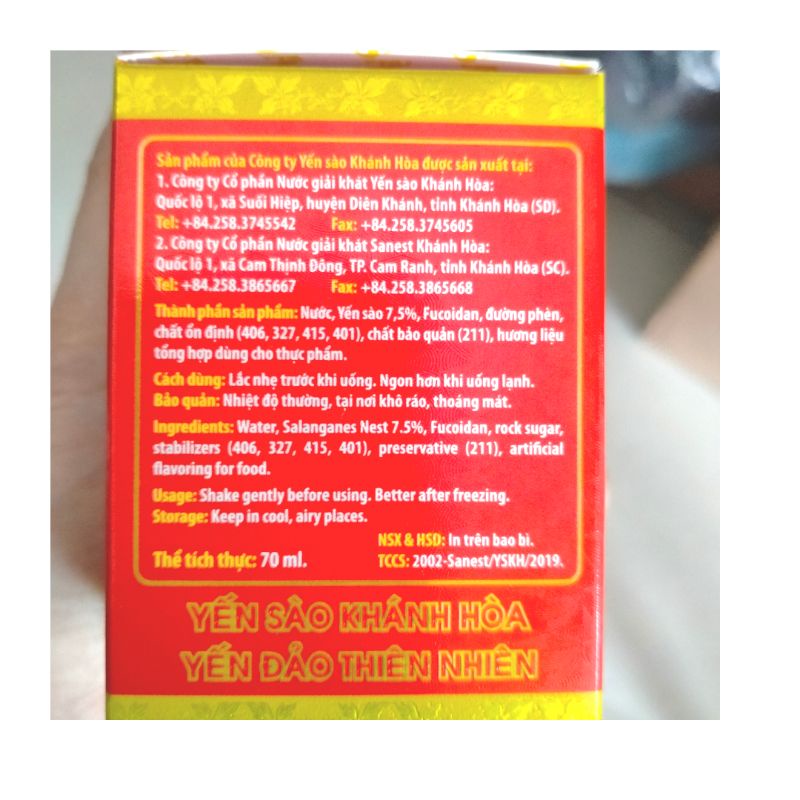 Sản phẩm của Công ty Yến sào Khánh Hòa được sản xuất tại:
1. Công ty Cổ phần Nước giải khát Yến sào Khánh Hòa:
Quốc lộ 1, xã Suối Hiệp, huyện Diên Khánh, tỉnh Khánh Hòa (SD).
Tel: +84.258.3745542 Fax: +84.258.3745605
2. Công ty Cổ phần Nước giải khát Sanest Khánh Hòa:
Quốc lộ 1, xã Cam Thịnh Đông, TP. Cam Ranh, tỉnh Khánh Hòa (SC).
Tel: +84.258.3865667 Fax: +84.258.3865668
Thành phần sản phẩm: Nước, Yến sào 7,5%, Fucoidan, đường phèn,
chất ổn định (406, 327, 415, 401), chất bảo quản (211), hương liệu
tổng hợp dùng cho thực phẩm.
Cách dùng: Lắc nhẹ trước khi uống. Ngon hơn khi uống lạnh.
Bảo quản: Nhiệt độ thường, tại nơi khô ráo, thoáng mát.
Ingredients: Water, Salanganes Nest 7.5%, Fucoidan, rock sugar,
stabilizers (406, 327, 415, 401), preservative (211), artificial
flavoring for food.
Usage: Shake gently before using. Better after freezing.
Storage: Keep in cool, airy places.
NSX & HSD: In trên bao bì.
Thể tích thực: 70 ml. TCCS: 2002-Sanest/YSKH/2019.
YẾN SÀO KHÁNH HÒA
YẾN ĐẢO THIÊN NHIÊN